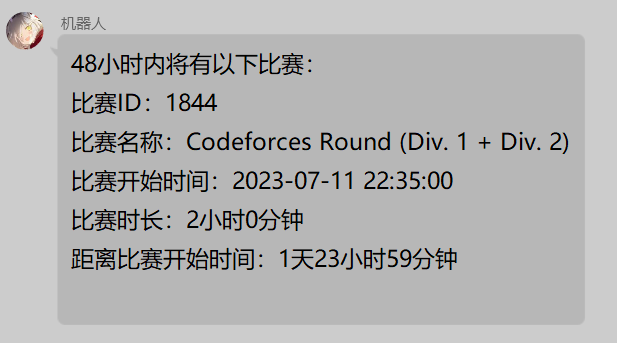 机器人
48小时内将有以下比赛：
比赛ID：1844
比赛名称：Codeforces Round (Div. 1 + Div. 2)
比赛开始时间：2023-07-11 22:35:00
比赛时长：2小时0分钟
距离比赛开始时间：1天23小时59分钟